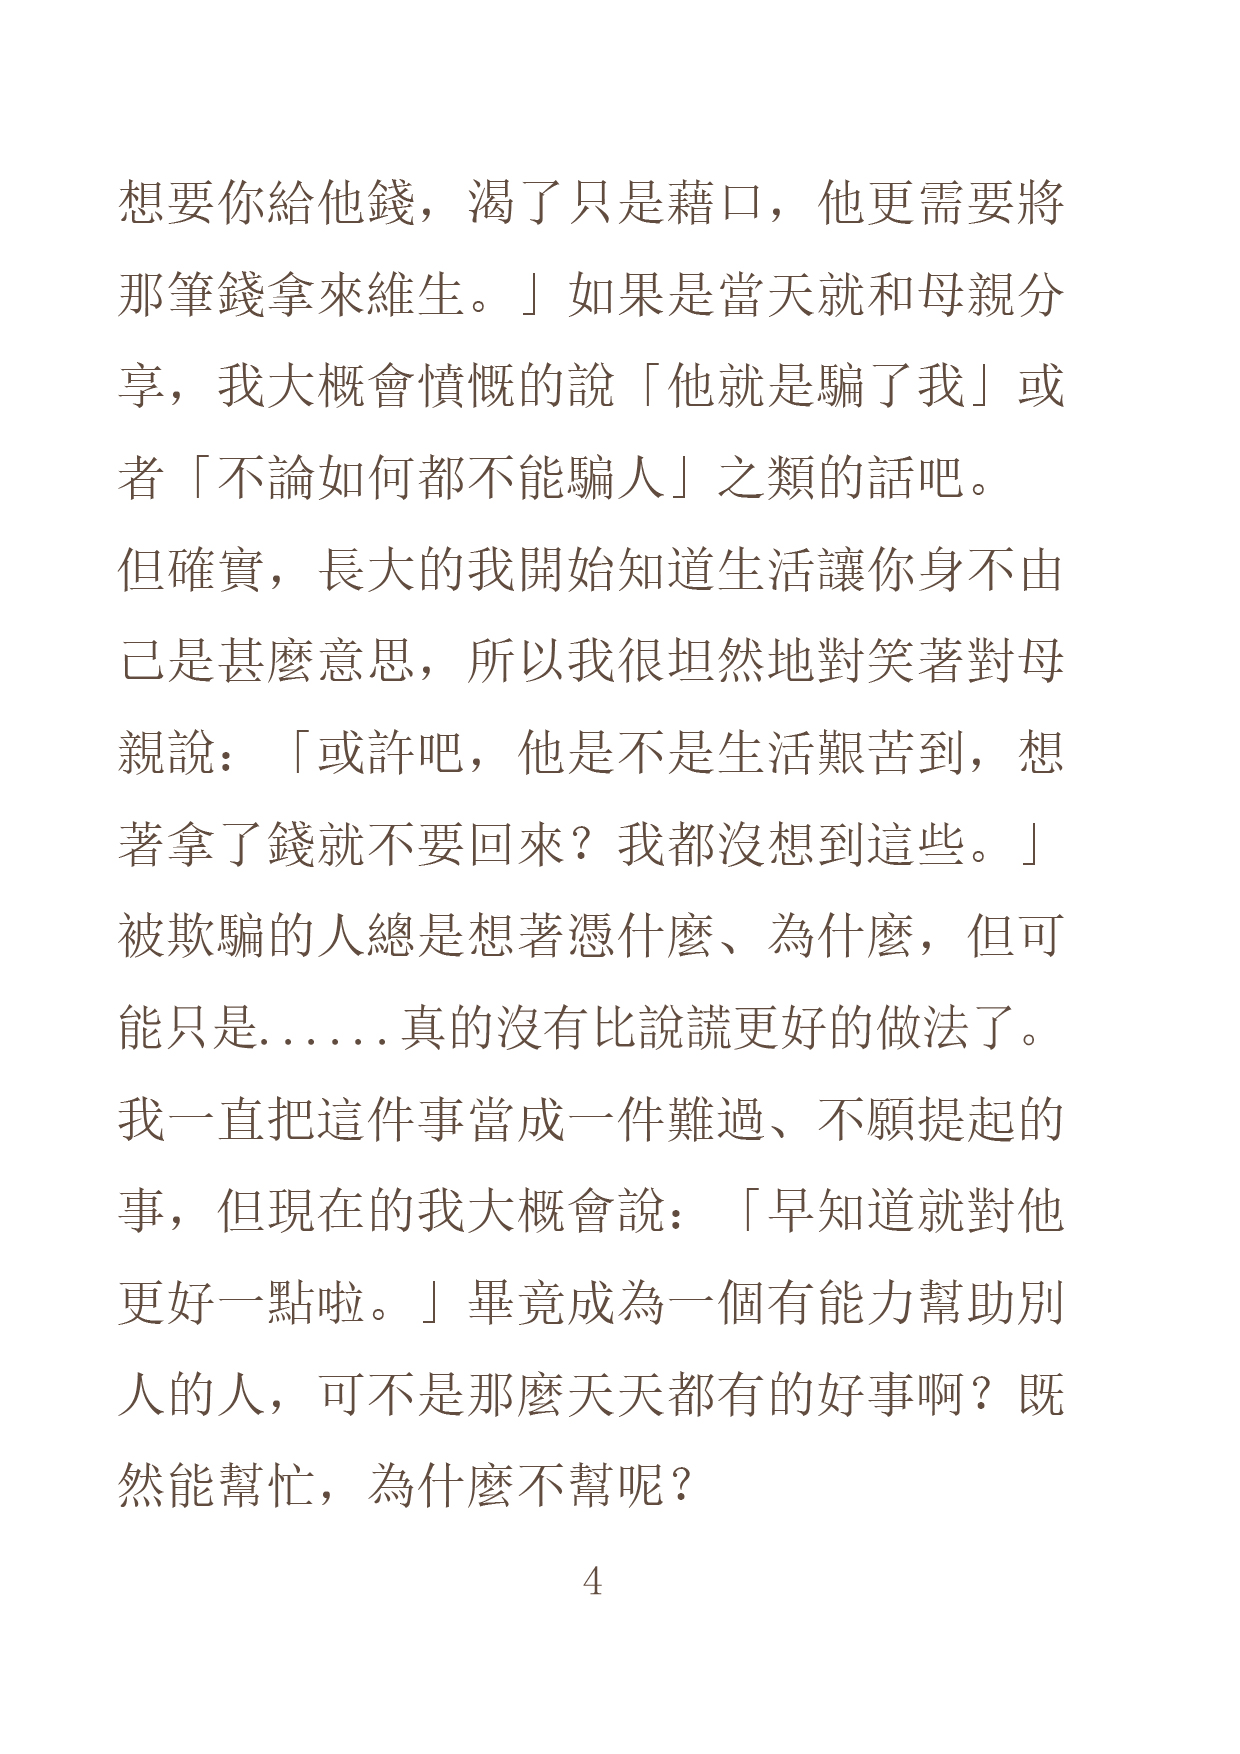 想要你給他錢，渴了只是藉口，他更需要將
那筆錢拿來維生。」如果是當天就和母親分
享，我大概會憤慨的說「他就是騙了我」或
者「不論如何都不能騙人」之類的話吧。
但確實，長大的我開始知道生活讓你身不由
己是甚麼意思，所以我很坦然地對笑著對母
親說：「或許吧，他是不是生活艱苦到，想
著拿了錢就不要回來？我都沒想到這些。」
被欺騙的人總是想著憑什麼、為什麼，但可
能只是......真的沒有比說謊更好的做法了。
我一直把這件事當成一件難過、不願提起的
事，但現在的我大概會說：「早知道就對他
更好一點啦。」畢竟成為一個有能力幫助別
人的人，可不是那麼天天都有的好事啊？既
然能幫忙，為什麼不幫呢？
4